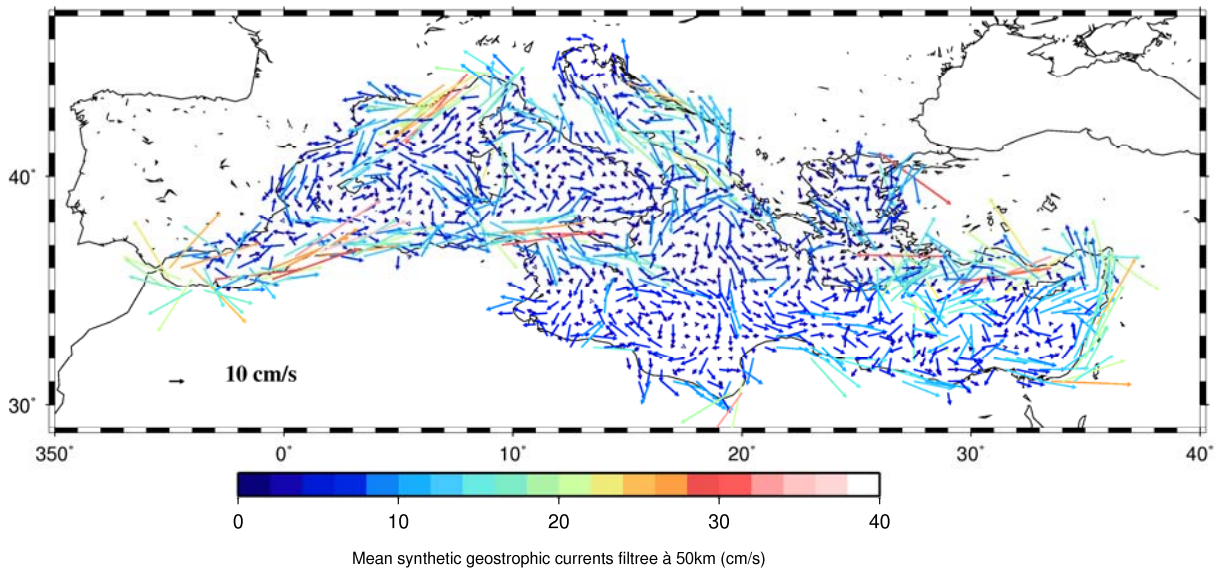 40°
30°
10 cm/s
350° 0° 10° 20° 30° 40°
0 10 20 30 40
Mean synthetic geostrophic currents filtree à 50km (cm/s)